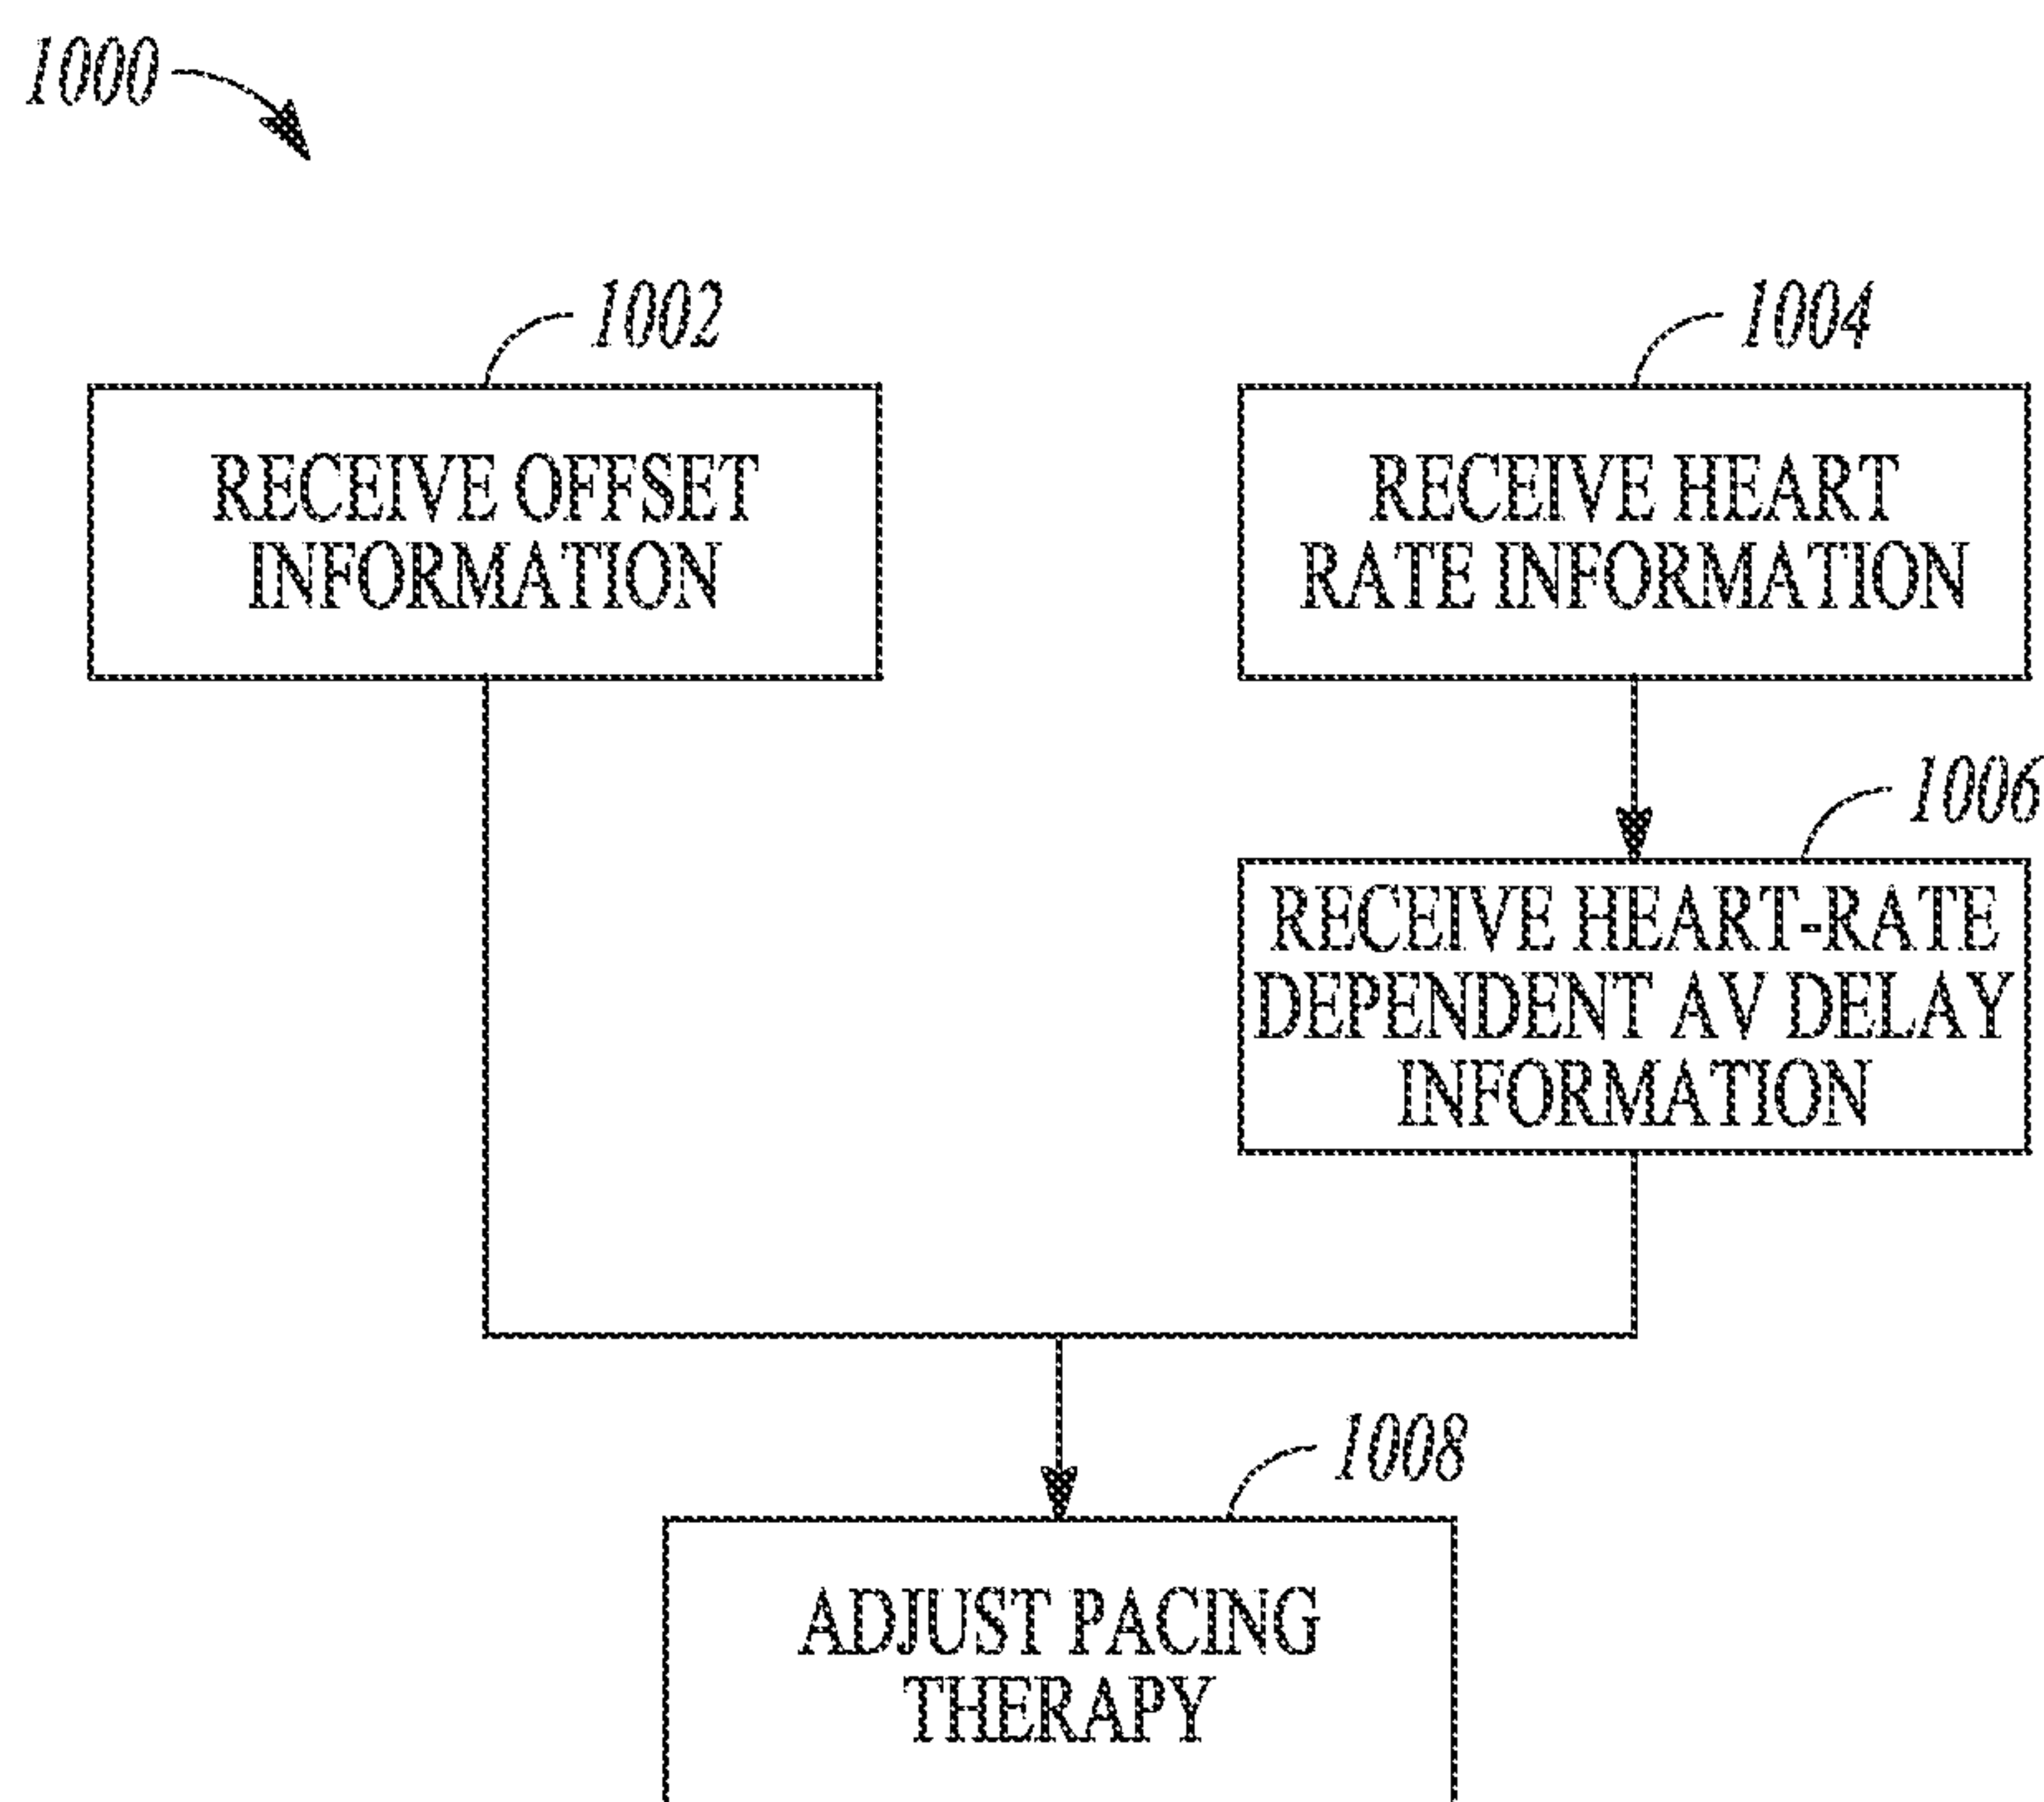 1000
1002
1004
RECEIVE OFFSET
INFORMATION
RECEIVE HEART
RATE INFORMATION
1006
RECEIVE HEART-RATE
DEPENDENT AV DELAY
INFORMATION
1008
ADJUST PACING
THERAPY